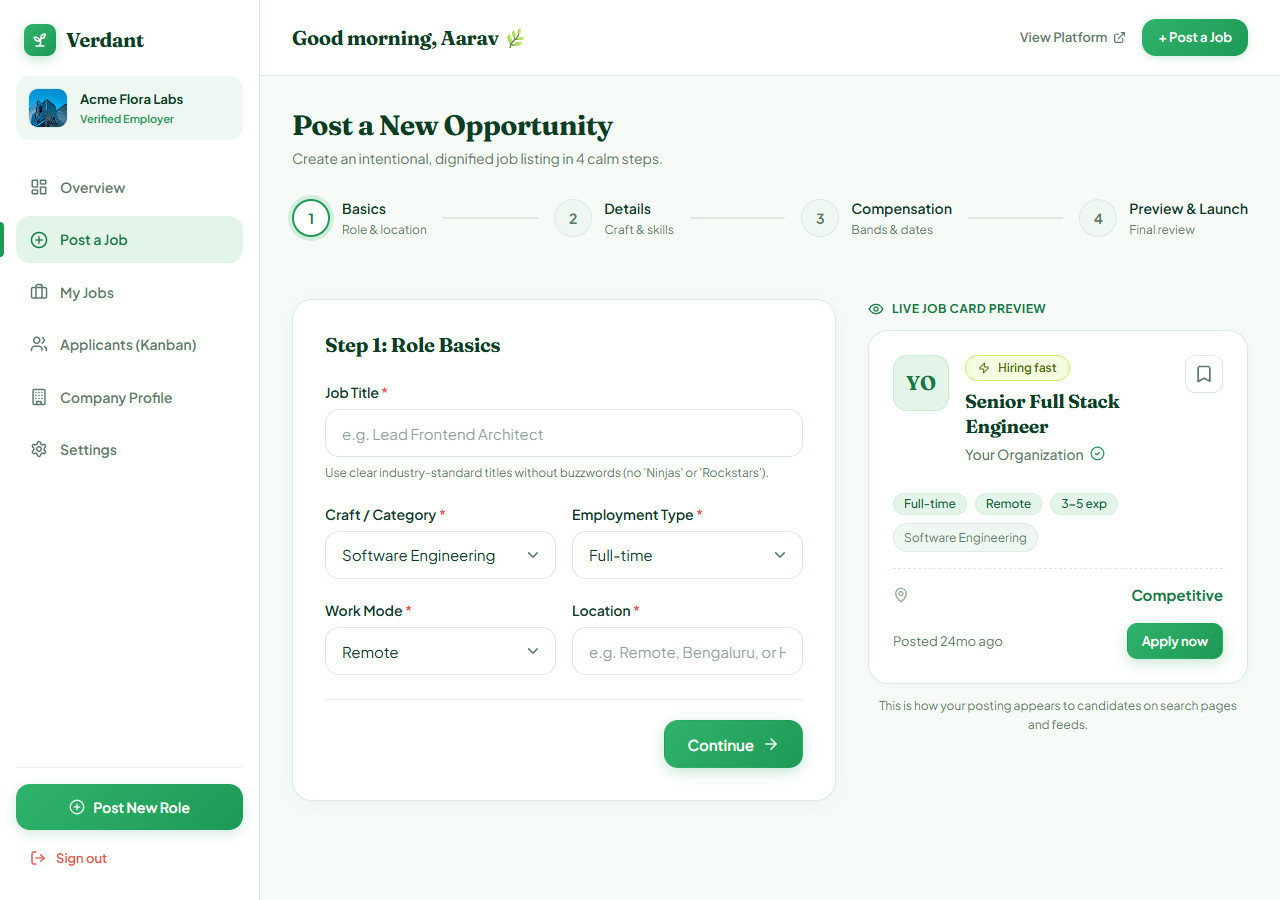 Verdant
Acme Flora Labs
Verified Employer
Overview
Post a Job
My Jobs
Applicants (Kanban)
Company Profile
Settings
Post New Role
Sign out
Good morning, Aarav 🌿
View Platform
+ Post a Job
Post a New Opportunity
Create an intentional, dignified job listing in 4 calm steps.
1
Basics
Role & location
2
Details
Craft & skills
3
Compensation
Bands & dates
4
Preview & Launch
Final review
Step 1: Role Basics
Job Title *
e.g. Lead Frontend Architect
Use clear industry-standard titles without buzzwords (no 'Ninjas' or 'Rockstars').
Craft / Category *
Employment Type *
Software Engineering
Full-time
Work Mode *
Location *
Remote
e.g. Remote, Bengaluru, or H
Continue
LIVE JOB CARD PREVIEW
YO
Hiring fast
Senior Full Stack
Engineer
Your Organization
Full-time
Remote
3–5 exp
Software Engineering
Competitive
Posted 24mo ago
Apply now
This is how your posting appears to candidates on search pages
and feeds.